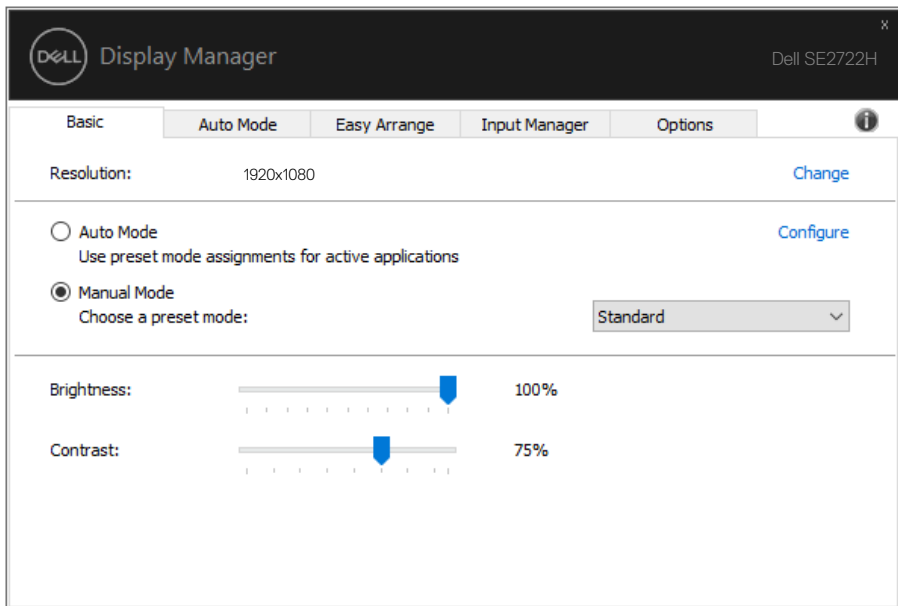 x
DELL Display Manager
Dell SE2722H
Basic Auto Mode Easy Arrange Input Manager Options i
Resolution: 1920x1080 Change
Auto Mode Configure
Use preset mode assignments for active applications
Manual Mode
Choose a preset mode: Standard
Brightness: 100%
Contrast: 75%